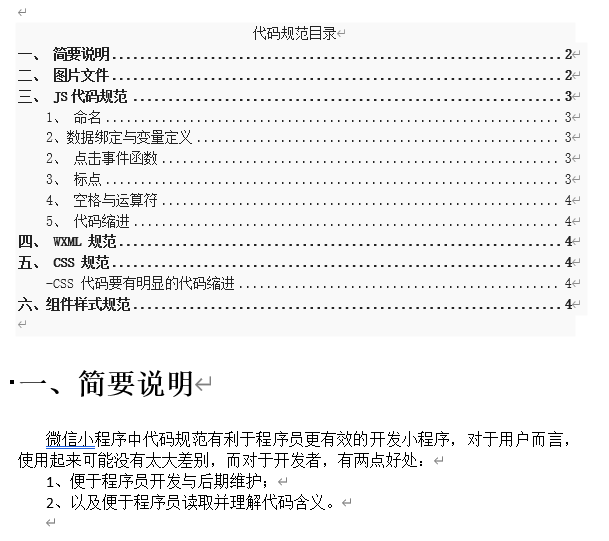 代码规范目录
一、 简要说明 2
二、 图片文件 2
三、 JS代码规范 3
1、 命名 3
2、数据绑定与变量定义 3
2、 点击事件函数 3
3、 标点 3
4、 空格与运算符 4
5、 代码缩进 4
四、 WXML 规范 4
五、 CSS 规范 4
-CSS 代码要有明显的代码缩进 4
六、组件样式规范 4
一、简要说明
微信小程序中代码规范有利于程序员更有效的开发小程序，对于用户而言，
使用起来可能没有太大差别，而对于开发者，有两点好处：
1、便于程序员开发与后期维护；
2、以及便于程序员读取并理解代码含义。